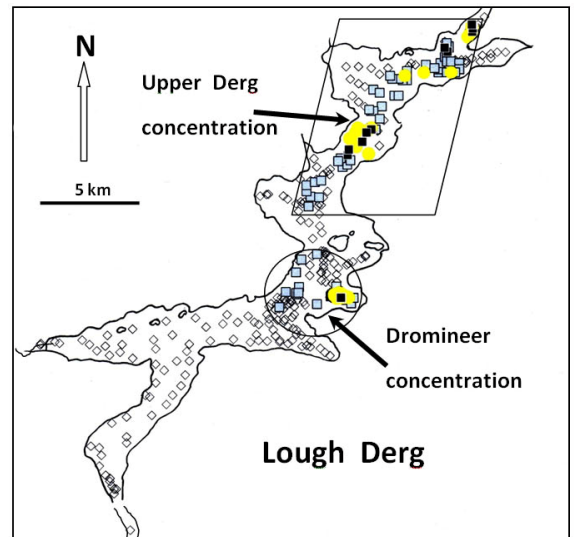 N
Upper Derg
concentration
5 km
Dromineer
concentration
Lough Derg